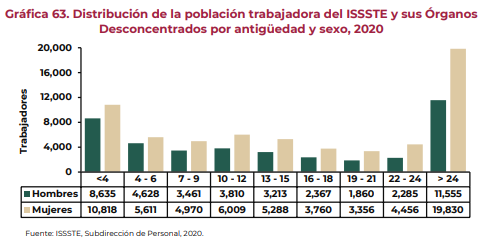 Gráfica 63. Distribución de la población trabajadora del ISSSTE y sus Órganos
Desconcentrados por antigüedad y sexo, 2020
Trabajadores
20,000
16,000
12,000
8,000
4,000
0
<4 4 - 6 7 - 9 10 - 12 13 - 15 16 - 18 19 - 21 22 - 24 > 24
Hombres 8,635 4,628 3,461 3,810 3,213 2,367 1,860 2,285 11,555
Mujeres 10,818 5,611 4,970 6,009 5,288 3,760 3,356 4,456 19,830
Fuente: ISSSTE, Subdirección de Personal, 2020.